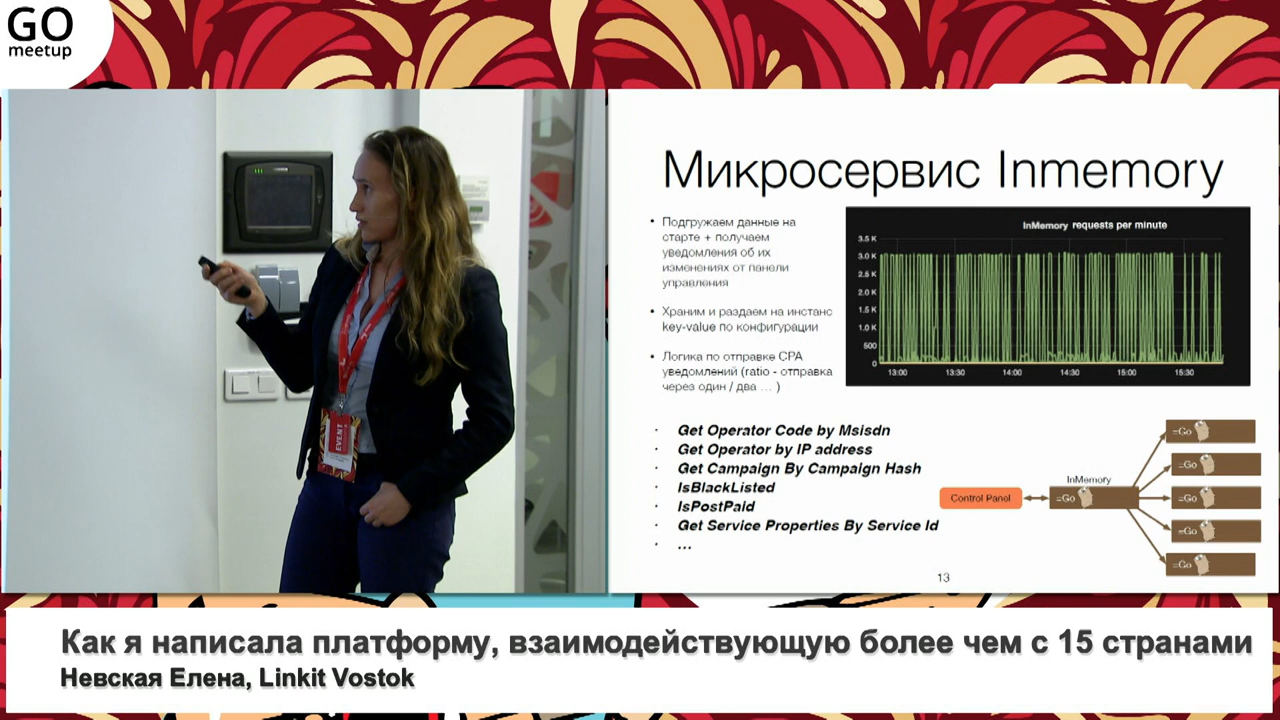 GO
meetup
Микросервис Inmemory
• Подгружаем данные на
старте + получаем
уведомления об их
изменениях от панели
управления
• Храним и раздаем на инстанс
key-value по конфигурации
• Логика по отправке CPA
уведомлений (ratio - отправка
через один / два ... )
InMemory requests per minute
3.5 K
3.0 K
2.5 K
2.0 K
1.5 K
1.0 K
500
0
13:00 13:30 14:00 14:30 15:00 15:30
· Get Operator Code by Msisdn
· Get Operator by IP address
· Get Campaign By Campaign Hash
· IsBlackListed
· IsPostPaid
· Get Service Properties By Service Id
· ...
Control Panel
InMemory
=Go
=Go
=Go
=Go
=Go
=Go
13
EVENT
Как я написала платформу, взаимодействующую более чем с 15 странами
Невская Елена, Linkit Vostok